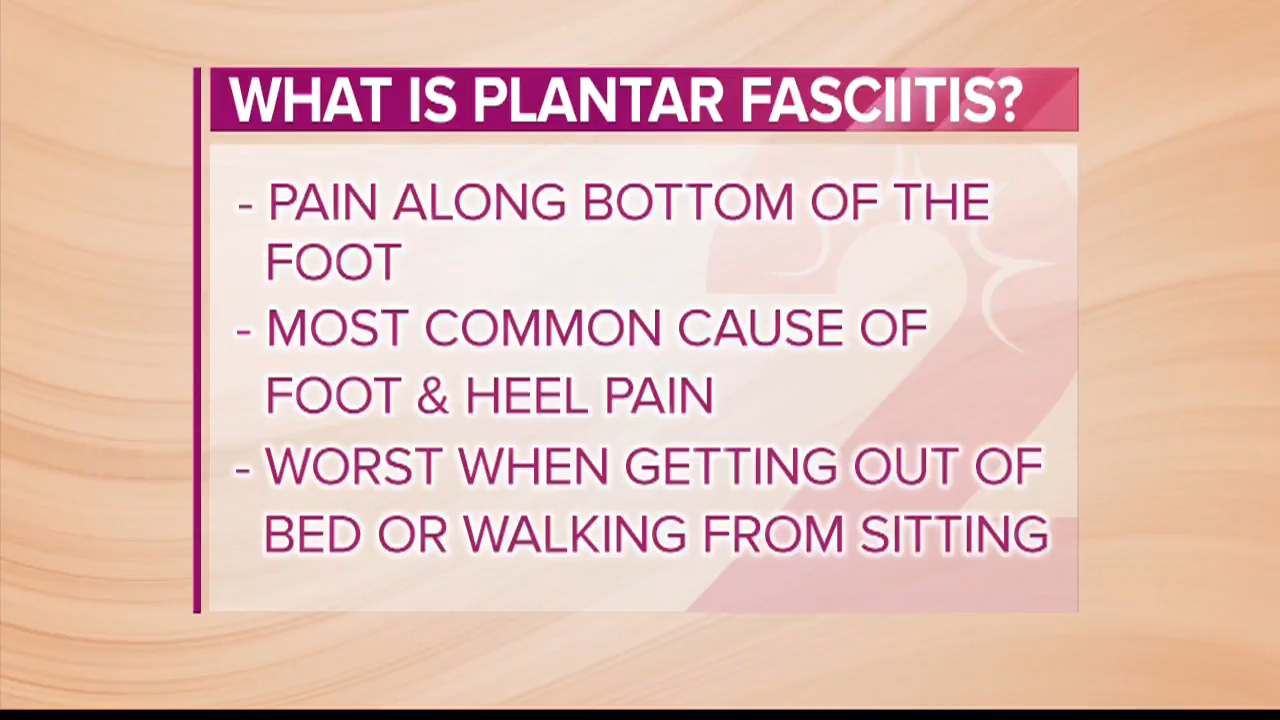 WHAT IS PLANTAR FASCIITIS?
- PAIN ALONG BOTTOM OF THE
FOOT
- MOST COMMON CAUSE OF
FOOT & HEEL PAIN
- WORST WHEN GETTING OUT OF
BED OR WALKING FROM SITTING